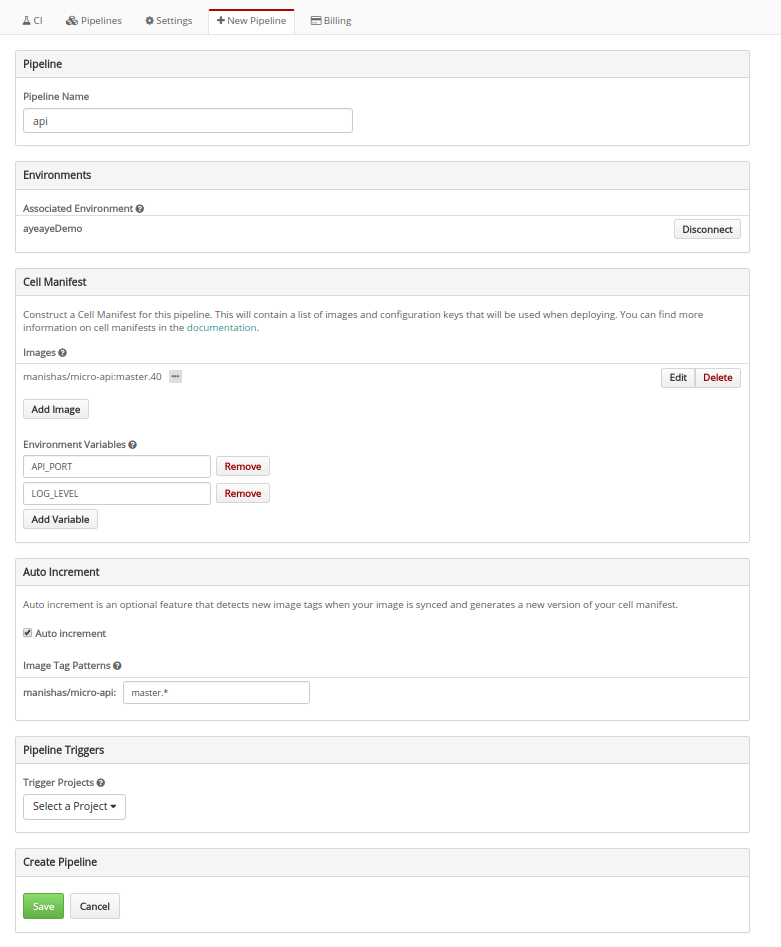 CI Pipelines Settings New Pipeline Billing
Pipeline
Pipeline Name
api
Environments
Associated Environment
ayeayeDemo Disconnect
Cell Manifest
Construct a Cell Manifest for this pipeline. This will contain a list of images and configuration keys that will be used when deploying. You can find more
information on cell manifests in the documentation.
Images
manishas/micro-api:master.40 Edit Delete
Add Image
Environment Variables
API_PORT Remove
LOG_LEVEL Remove
Add Variable
Auto Increment
Auto increment is an optional feature that detects new image tags when your image is synced and generates a new version of your cell manifest.
Auto increment
Image Tag Patterns
manishas/micro-api: master.*
Pipeline Triggers
Trigger Projects
Select a Project
Create Pipeline
Save Cancel